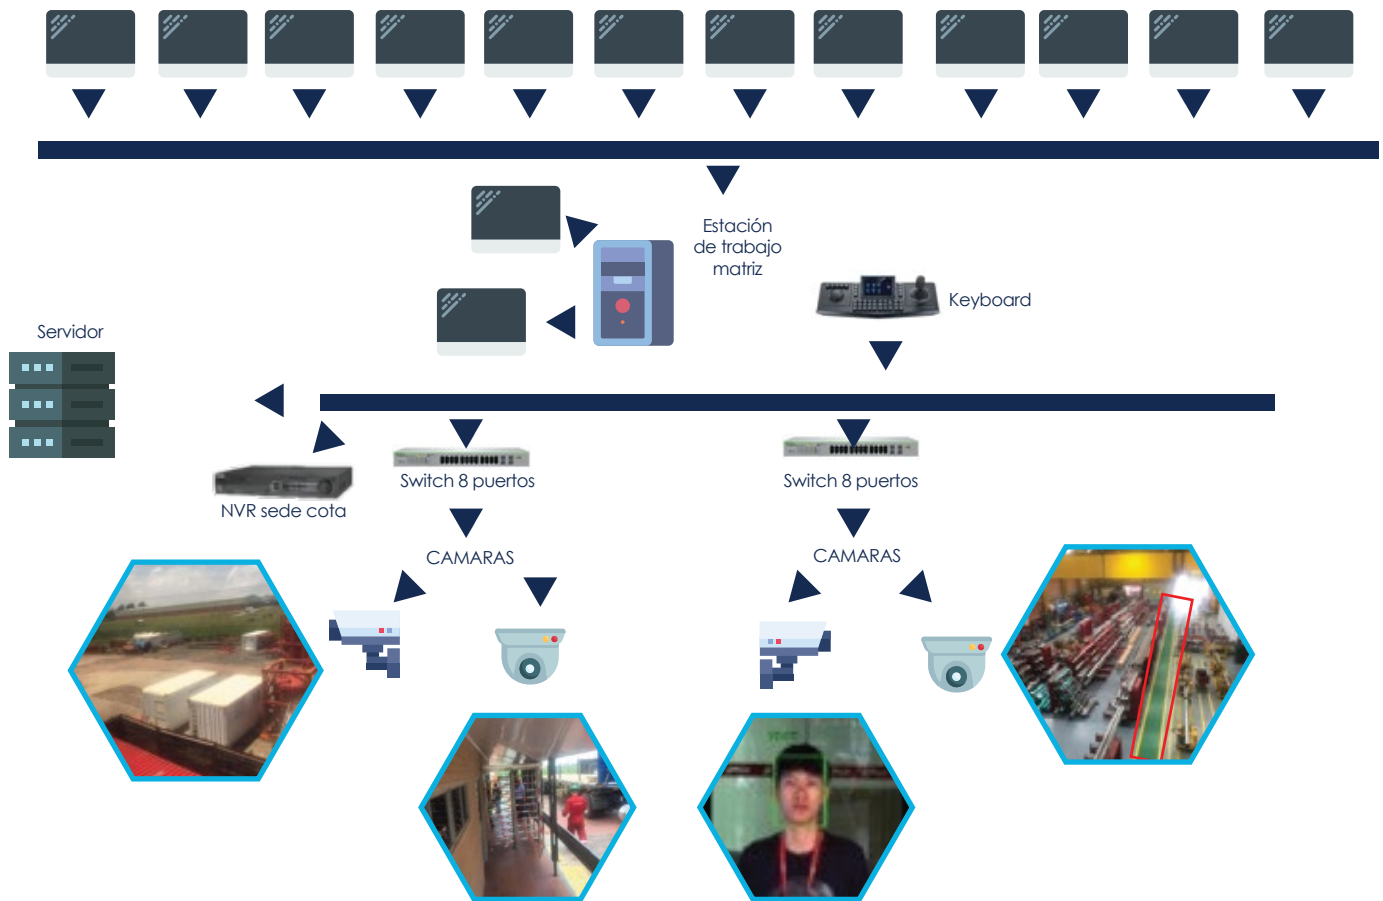 Estación
de trabajo
matriz
Keyboard
Servidor
Switch 8 puertos
Switch 8 puertos
NVR sede cota
CAMARAS
CAMARAS